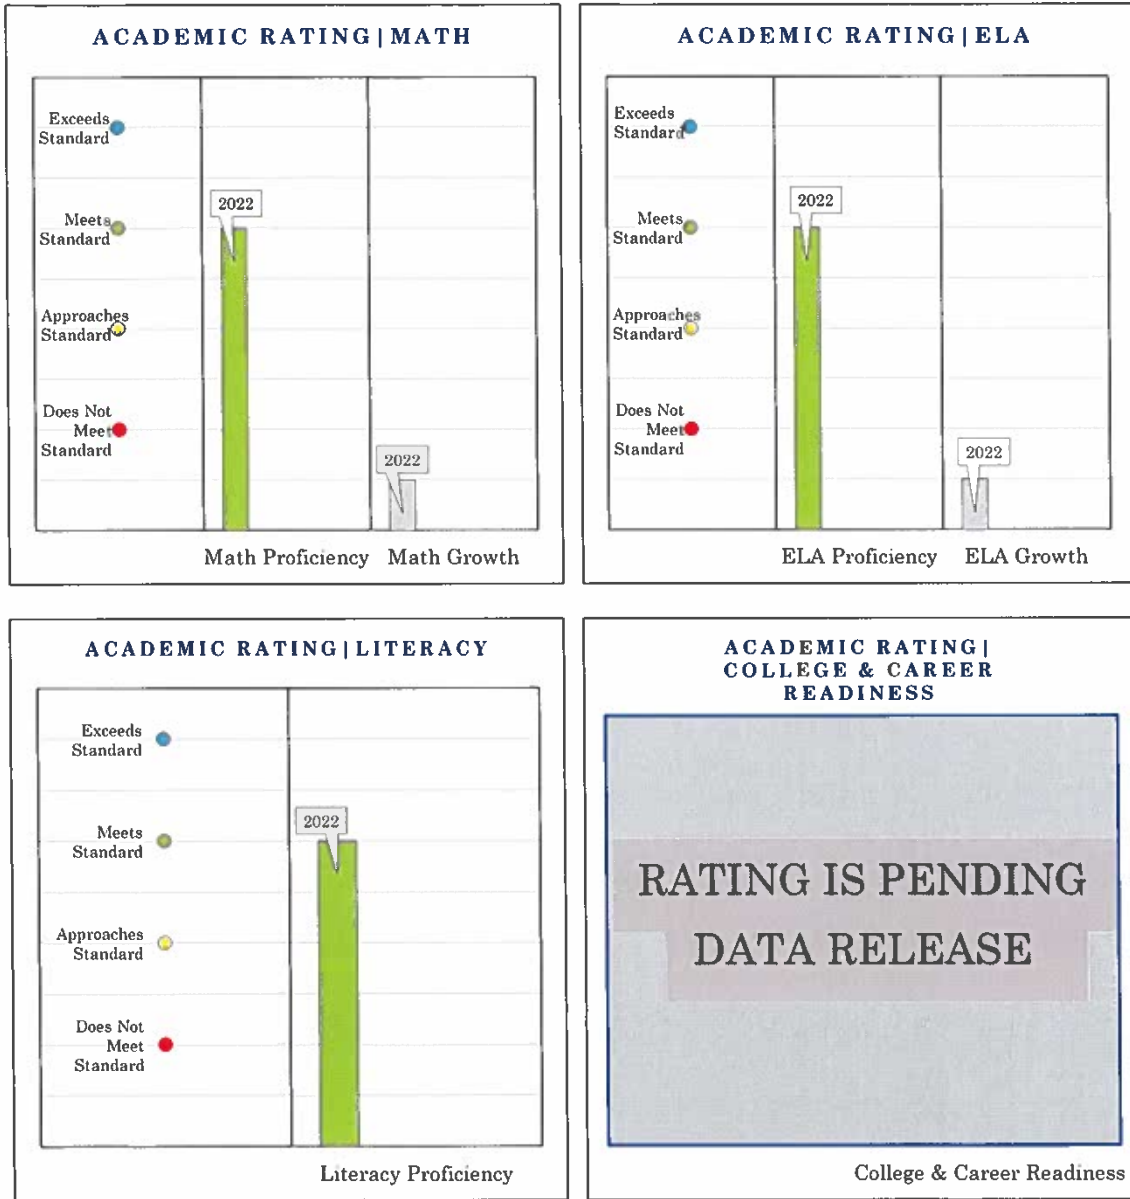 ACADEMIC RATING | MATH
Exceeds
Standard
Meets
Standard
Approaches
Standard
Does Not
Meet
Standard
2022
2022
Math Proficiency
Math Growth
ACADEMIC RATING | ELA
Exceeds
Standard
Meets
Standard
Approaches
Standard
Does Not
Meet
Standard
2022
2022
ELA Proficiency
ELA Growth
ACADEMIC RATING | LITERACY
Exceeds
Standard
Meets
Standard
Approaches
Standard
Does Not
Meet
Standard
2022
Literacy Proficiency
ACADEMIC RATING |
COLLEGE & CAREER
READINESS
RATING IS PENDING
DATA RELEASE
College & Career Readiness